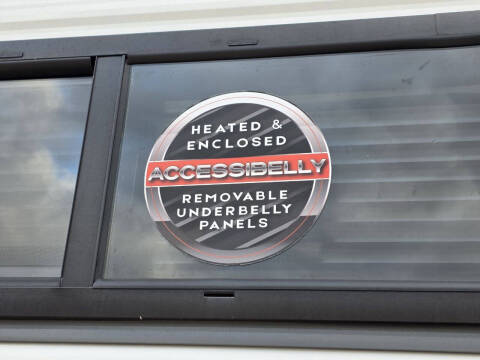 HEATED &
ENCLOSED
ACCESSIBELLY
REMOVABLE
UNDERBELLY
PANELS